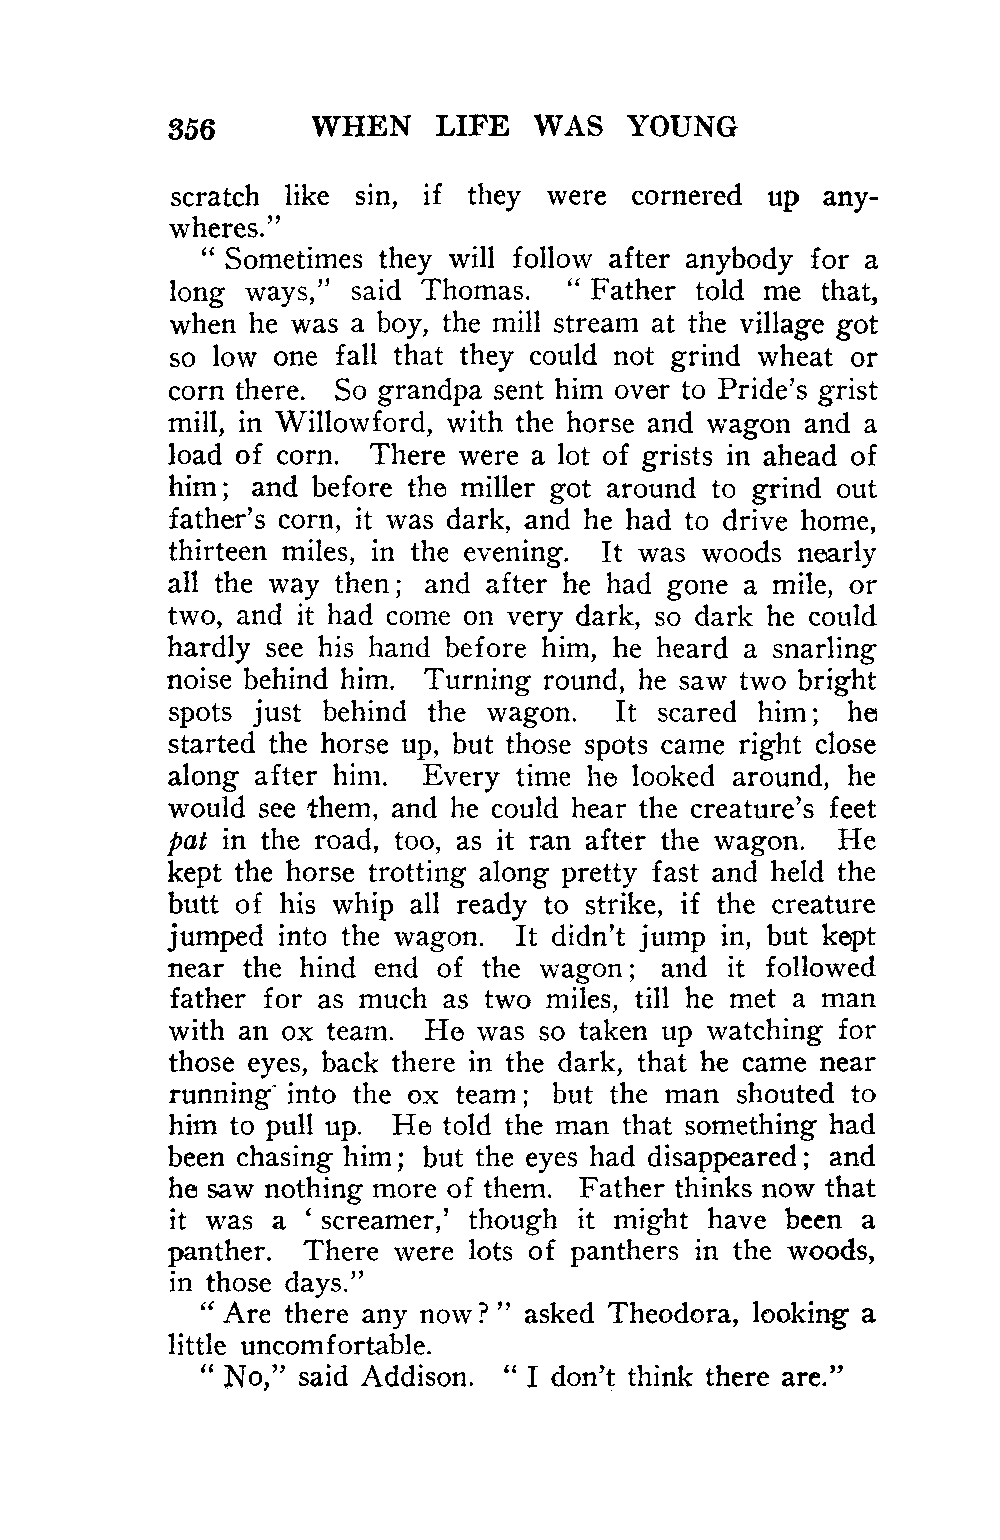 356 WHEN LIFE WAS YOUNG
scratch like sin, if they were cornered up any-
wheres.”
“ Sometimes they will follow after anybody for a
long ways,” said Thomas. “ Father told me that,
when he was a boy, the mill stream at the village got
so low one fall that they could not grind wheat or
corn there. So grandpa sent him over to Pride’s grist
mill, in Willowford, with the horse and wagon and a
load of corn. There were a lot of grists in ahead of
him; and before the miller got around to grind out
father’s corn, it was dark, and he had to drive home,
thirteen miles, in the evening. It was woods nearly
all the way then; and after he had gone a mile, or
two, and it had come on very dark, so dark he could
hardly see his hand before him, he heard a snarling
noise behind him. Turning round, he saw two bright
spots just behind the wagon. It scared him; he
started the horse up, but those spots came right close
along after him. Every time he looked around, he
would see them, and he could hear the creature’s feet
pat in the road, too, as it ran after the wagon. He
kept the horse trotting along pretty fast and held the
butt of his whip all ready to strike, if the creature
jumped into the wagon. It didn’t jump in, but kept
near the hind end of the wagon; and it followed
father for as much as two miles, till he met a man
with an ox team. He was so taken up watching for
those eyes, back there in the dark, that he came near
running into the ox team; but the man shouted to
him to pull up. He told the man that something had
been chasing him; but the eyes had disappeared; and
he saw nothing more of them. Father thinks now that
it was a ‘ screamer,’ though it might have been a
panther. There were lots of panthers in the woods,
in those days.”
“ Are there any now? ” asked Theodora, looking a
little uncomfortable.
“ No,” said Addison. “ I don’t think there are.”